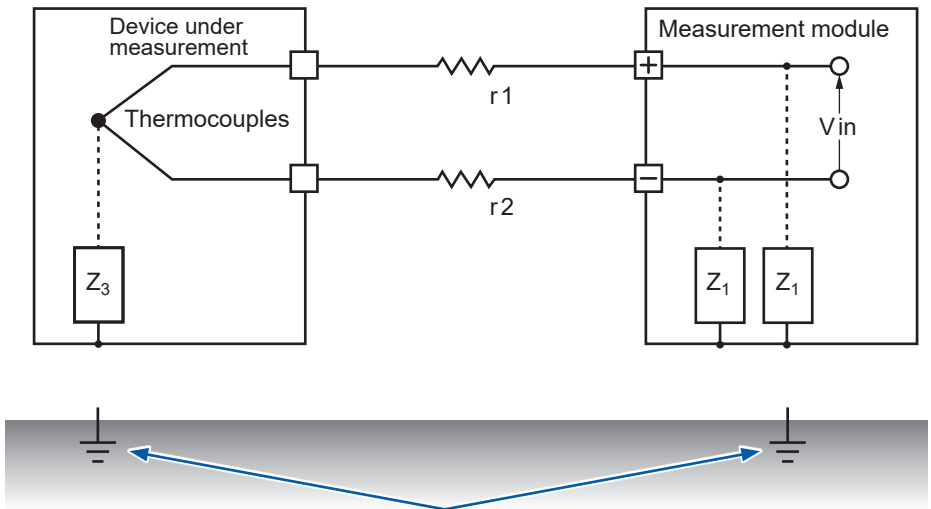 Device under
measurement
Measurement module
r1
Thermocouples
Vin
r2
Z3
Z1
Z1
+
−